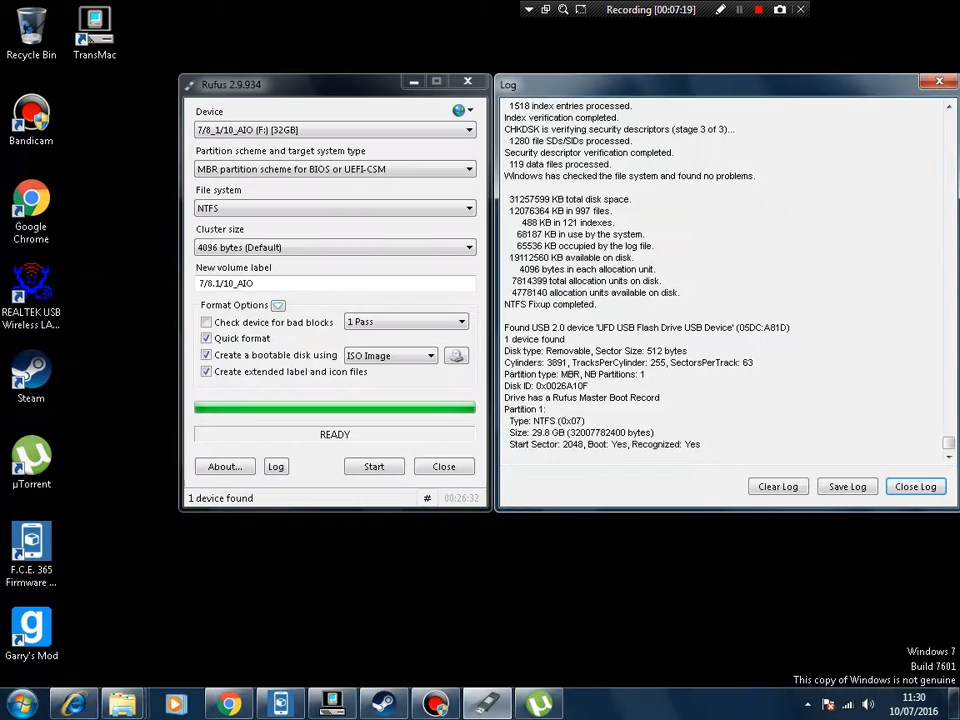 Recording [00:07:19]
Recycle Bin
TransMac
Bandicam
Google
Chrome
REALTEK USB
Wireless LA...
Steam
µTorrent
F.C.E. 365
Firmware ...
Garry's Mod
Rufus 2.9.934
Device
7/8_1/10_AIO (F:) [32GB]
Partition scheme and target system type
MBR partition scheme for BIOS or UEFI-CSM
File system
NTFS
Cluster size
4096 bytes (Default)
New volume label
7/8.1/10_AIO
Format Options
Check device for bad blocks
1 Pass
Quick format
Create a bootable disk using
ISO Image
Create extended label and icon files
READY
About...
Log
Start
Close
1 device found
#
00:26:32
Log
1518 index entries processed.
Index verification completed.
CHKDSK is verifying security descriptors (stage 3 of 3)...
1280 file SDs/SIDs processed.
Security descriptor verification completed.
119 data files processed.
Windows has checked the file system and found no problems.
31257599 KB total disk space.
12076364 KB in 997 files.
488 KB in 121 indexes.
68187 KB in use by the system.
65536 KB occupied by the log file.
19112560 KB available on disk.
4096 bytes in each allocation unit.
7814399 total allocation units on disk.
4778140 allocation units available on disk.
NTFS Fixup completed.
Found USB 2.0 device 'UFD USB Flash Drive USB Device' (05DC:A81D)
1 device found
Disk type: Removable, Sector Size: 512 bytes
Cylinders: 3891, TracksPerCylinder: 255, SectorsPerTrack: 63
Partition type: MBR, NB Partitions: 1
Disk ID: 0x0026A10F
Drive has a Rufus Master Boot Record
Partition 1:
Type: NTFS (0x07)
Size: 29.8 GB (32007782400 bytes)
Start Sector: 2048, Boot: Yes, Recognized: Yes
Clear Log
Save Log
Close Log
Windows 7
Build 7601
This copy of Windows is not genuine
11:30
10/07/2016